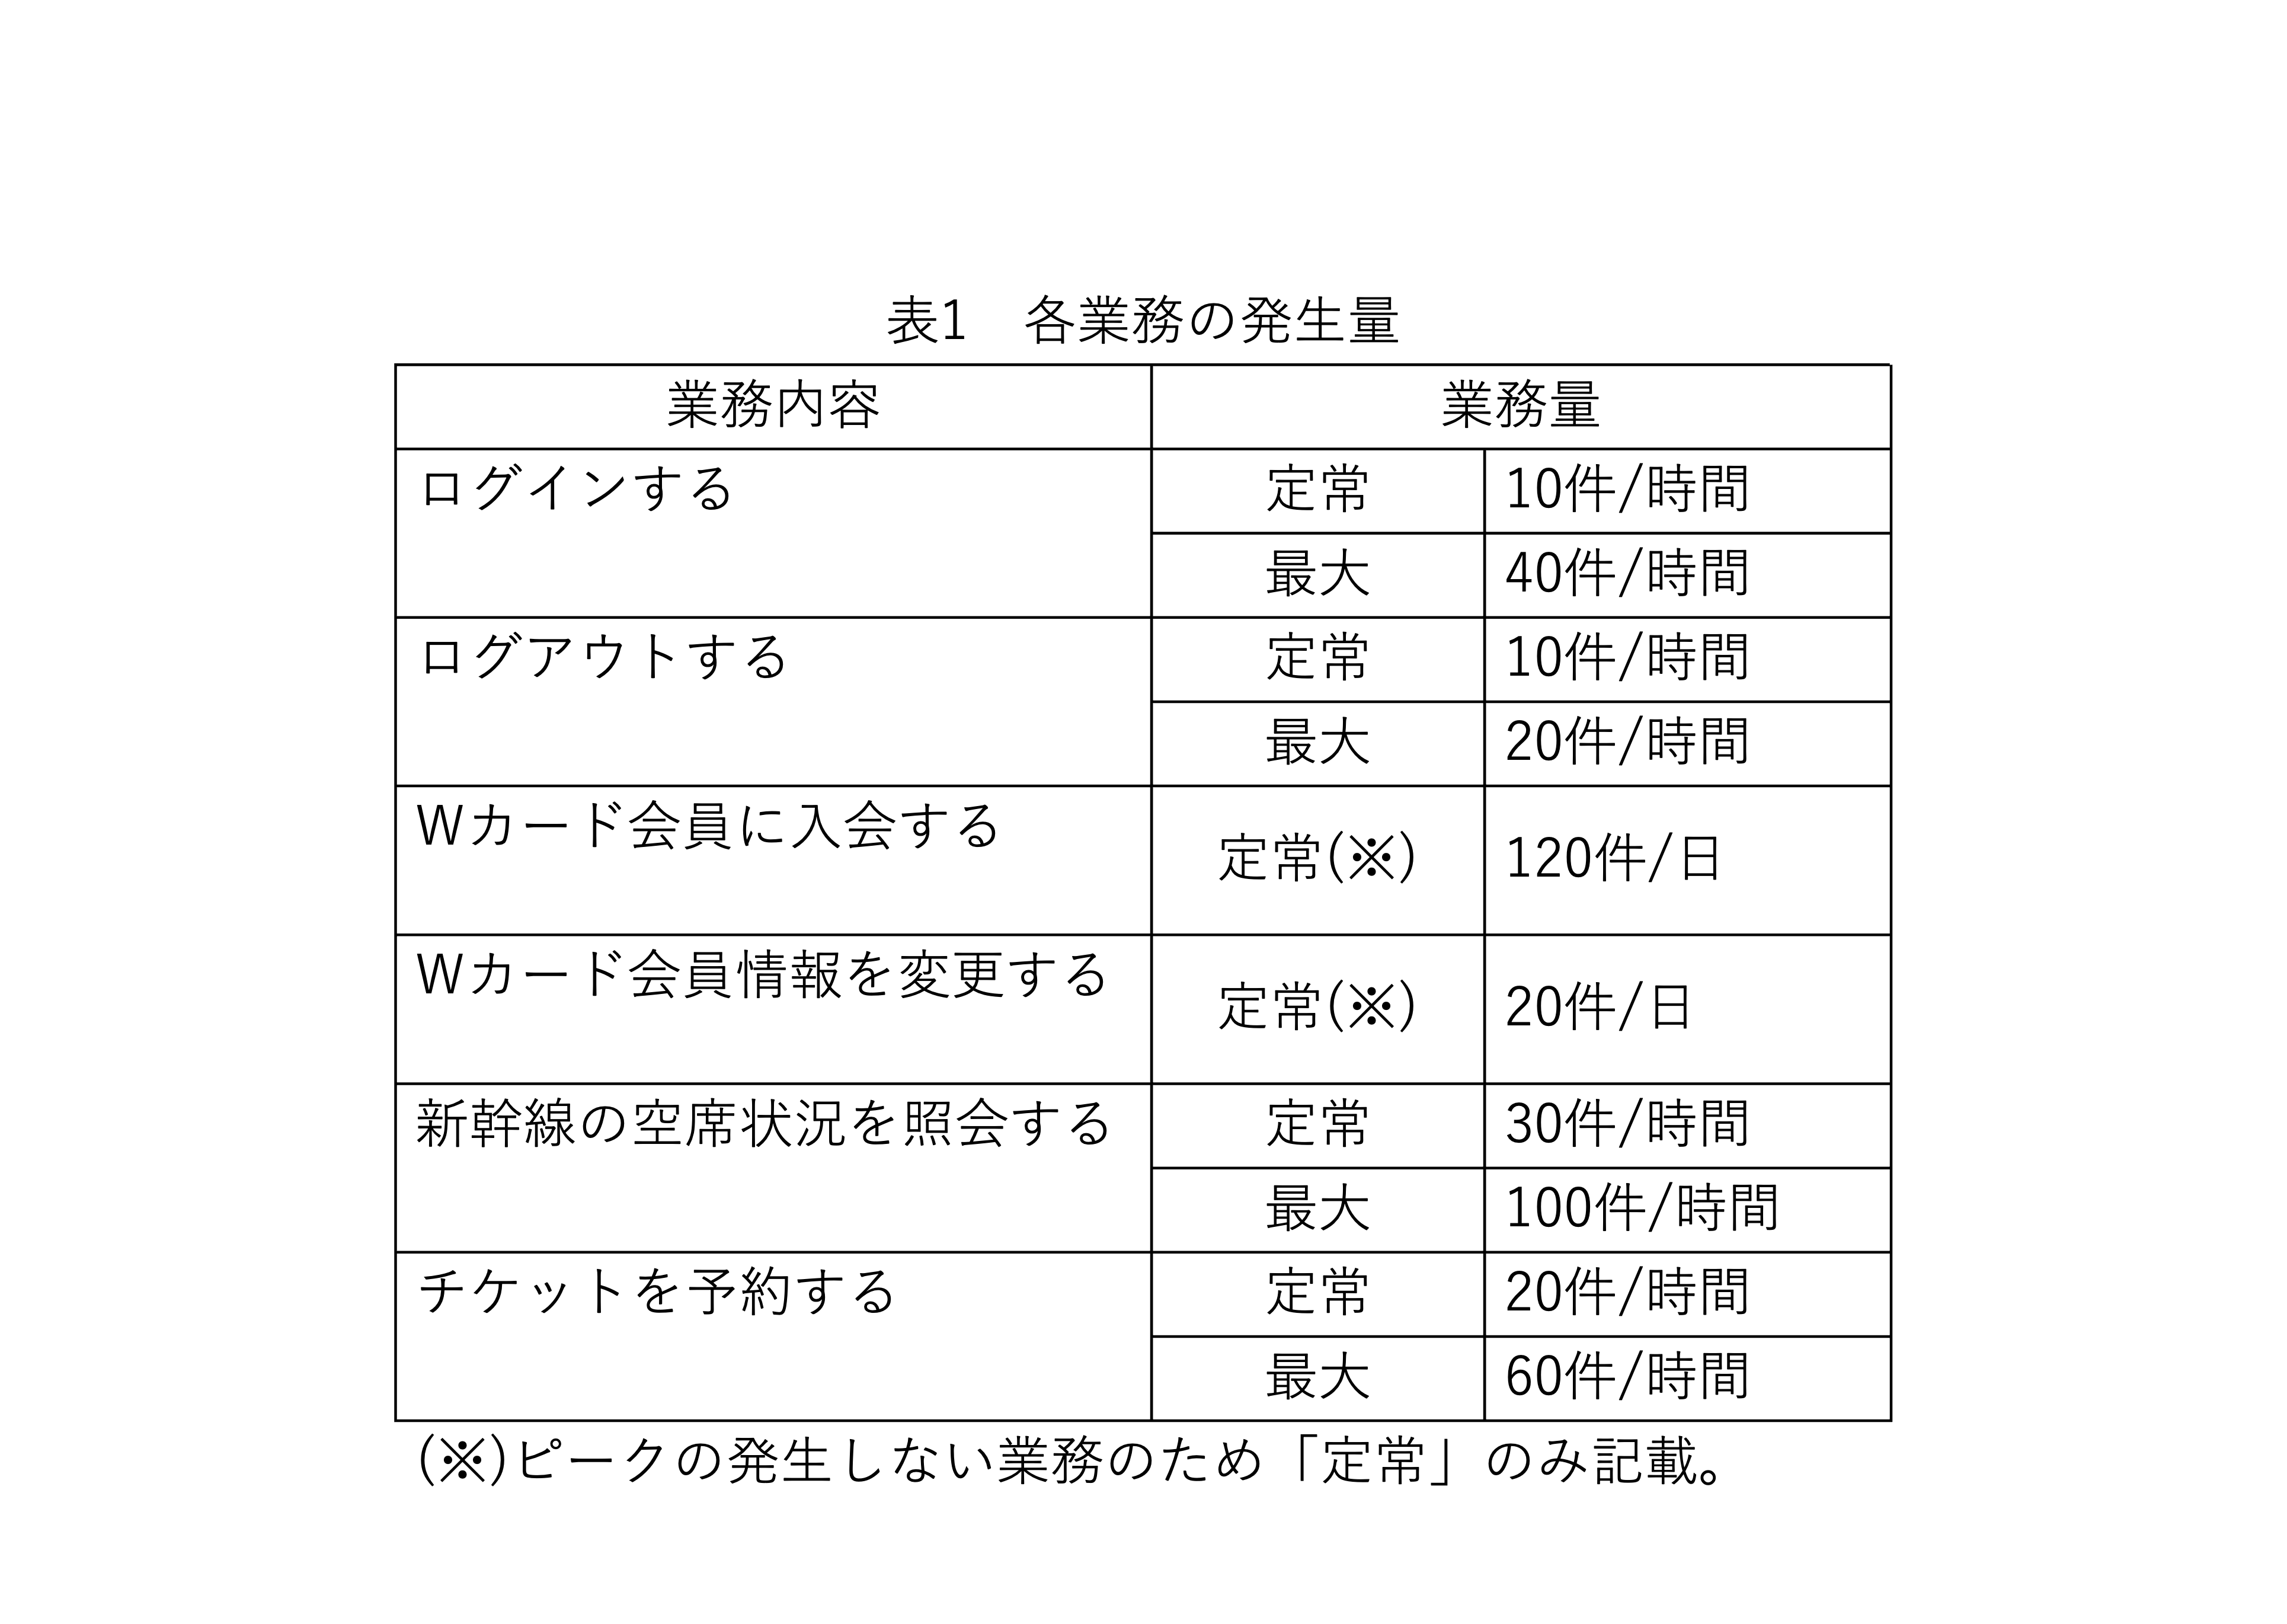 表1　各業務の発生量
業務内容 業務量
ログインする 定常 10件/時間
最大 40件/時間
ログアウトする 定常 10件/時間
最大 20件/時間
Wカード会員に入会する 定常(※) 120件/日
Wカード会員情報を変更する 定常(※) 20件/日
新幹線の空席状況を照会する 定常 30件/時間
最大 100件/時間
チケットを予約する 定常 20件/時間
最大 60件/時間
(※)ピークの発生しない業務のため「定常」のみ記載。